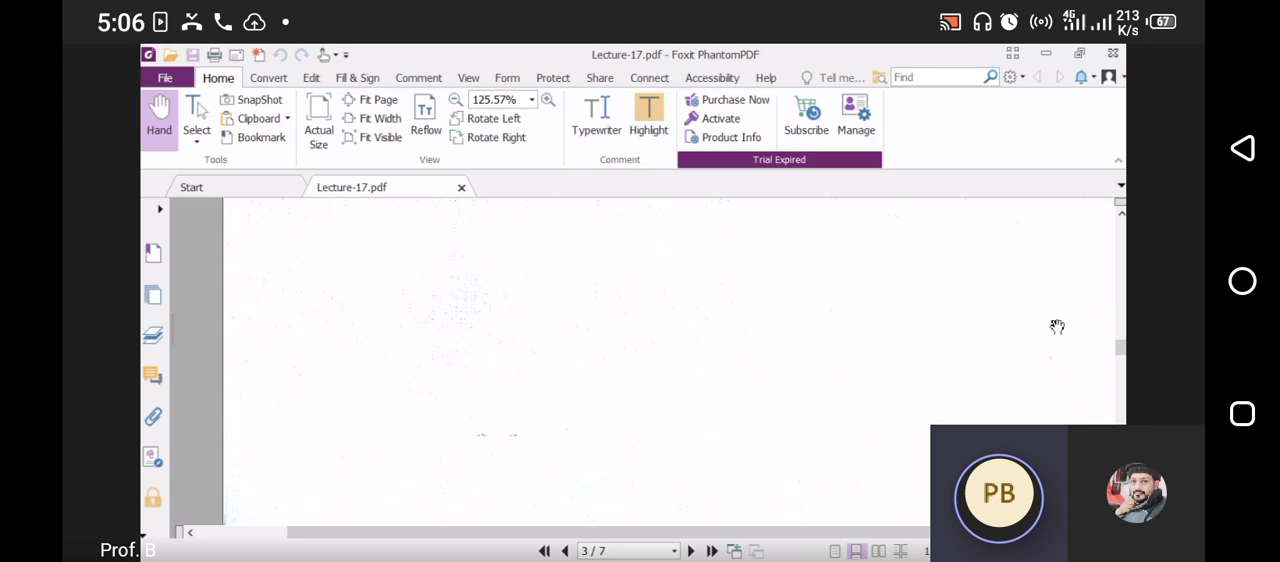 5:06
4G 213 K/s 67
Lecture-17.pdf - Foxit PhantomPDF
File Home Convert Edit Fill & Sign Comment View Form Protect Share Connect Accessibility Help Tell me... Find
Hand Select SnapShot Clipboard Bookmark Actual Size Fit Page Fit Width Fit Visible Reflow 125.57% Rotate Left Rotate Right Typewriter Highlight Purchase Now Activate Product Info Subscribe Manage
Tools View Comment Trial Expired
Start Lecture-17.pdf
PB
Prof. B
3 / 7